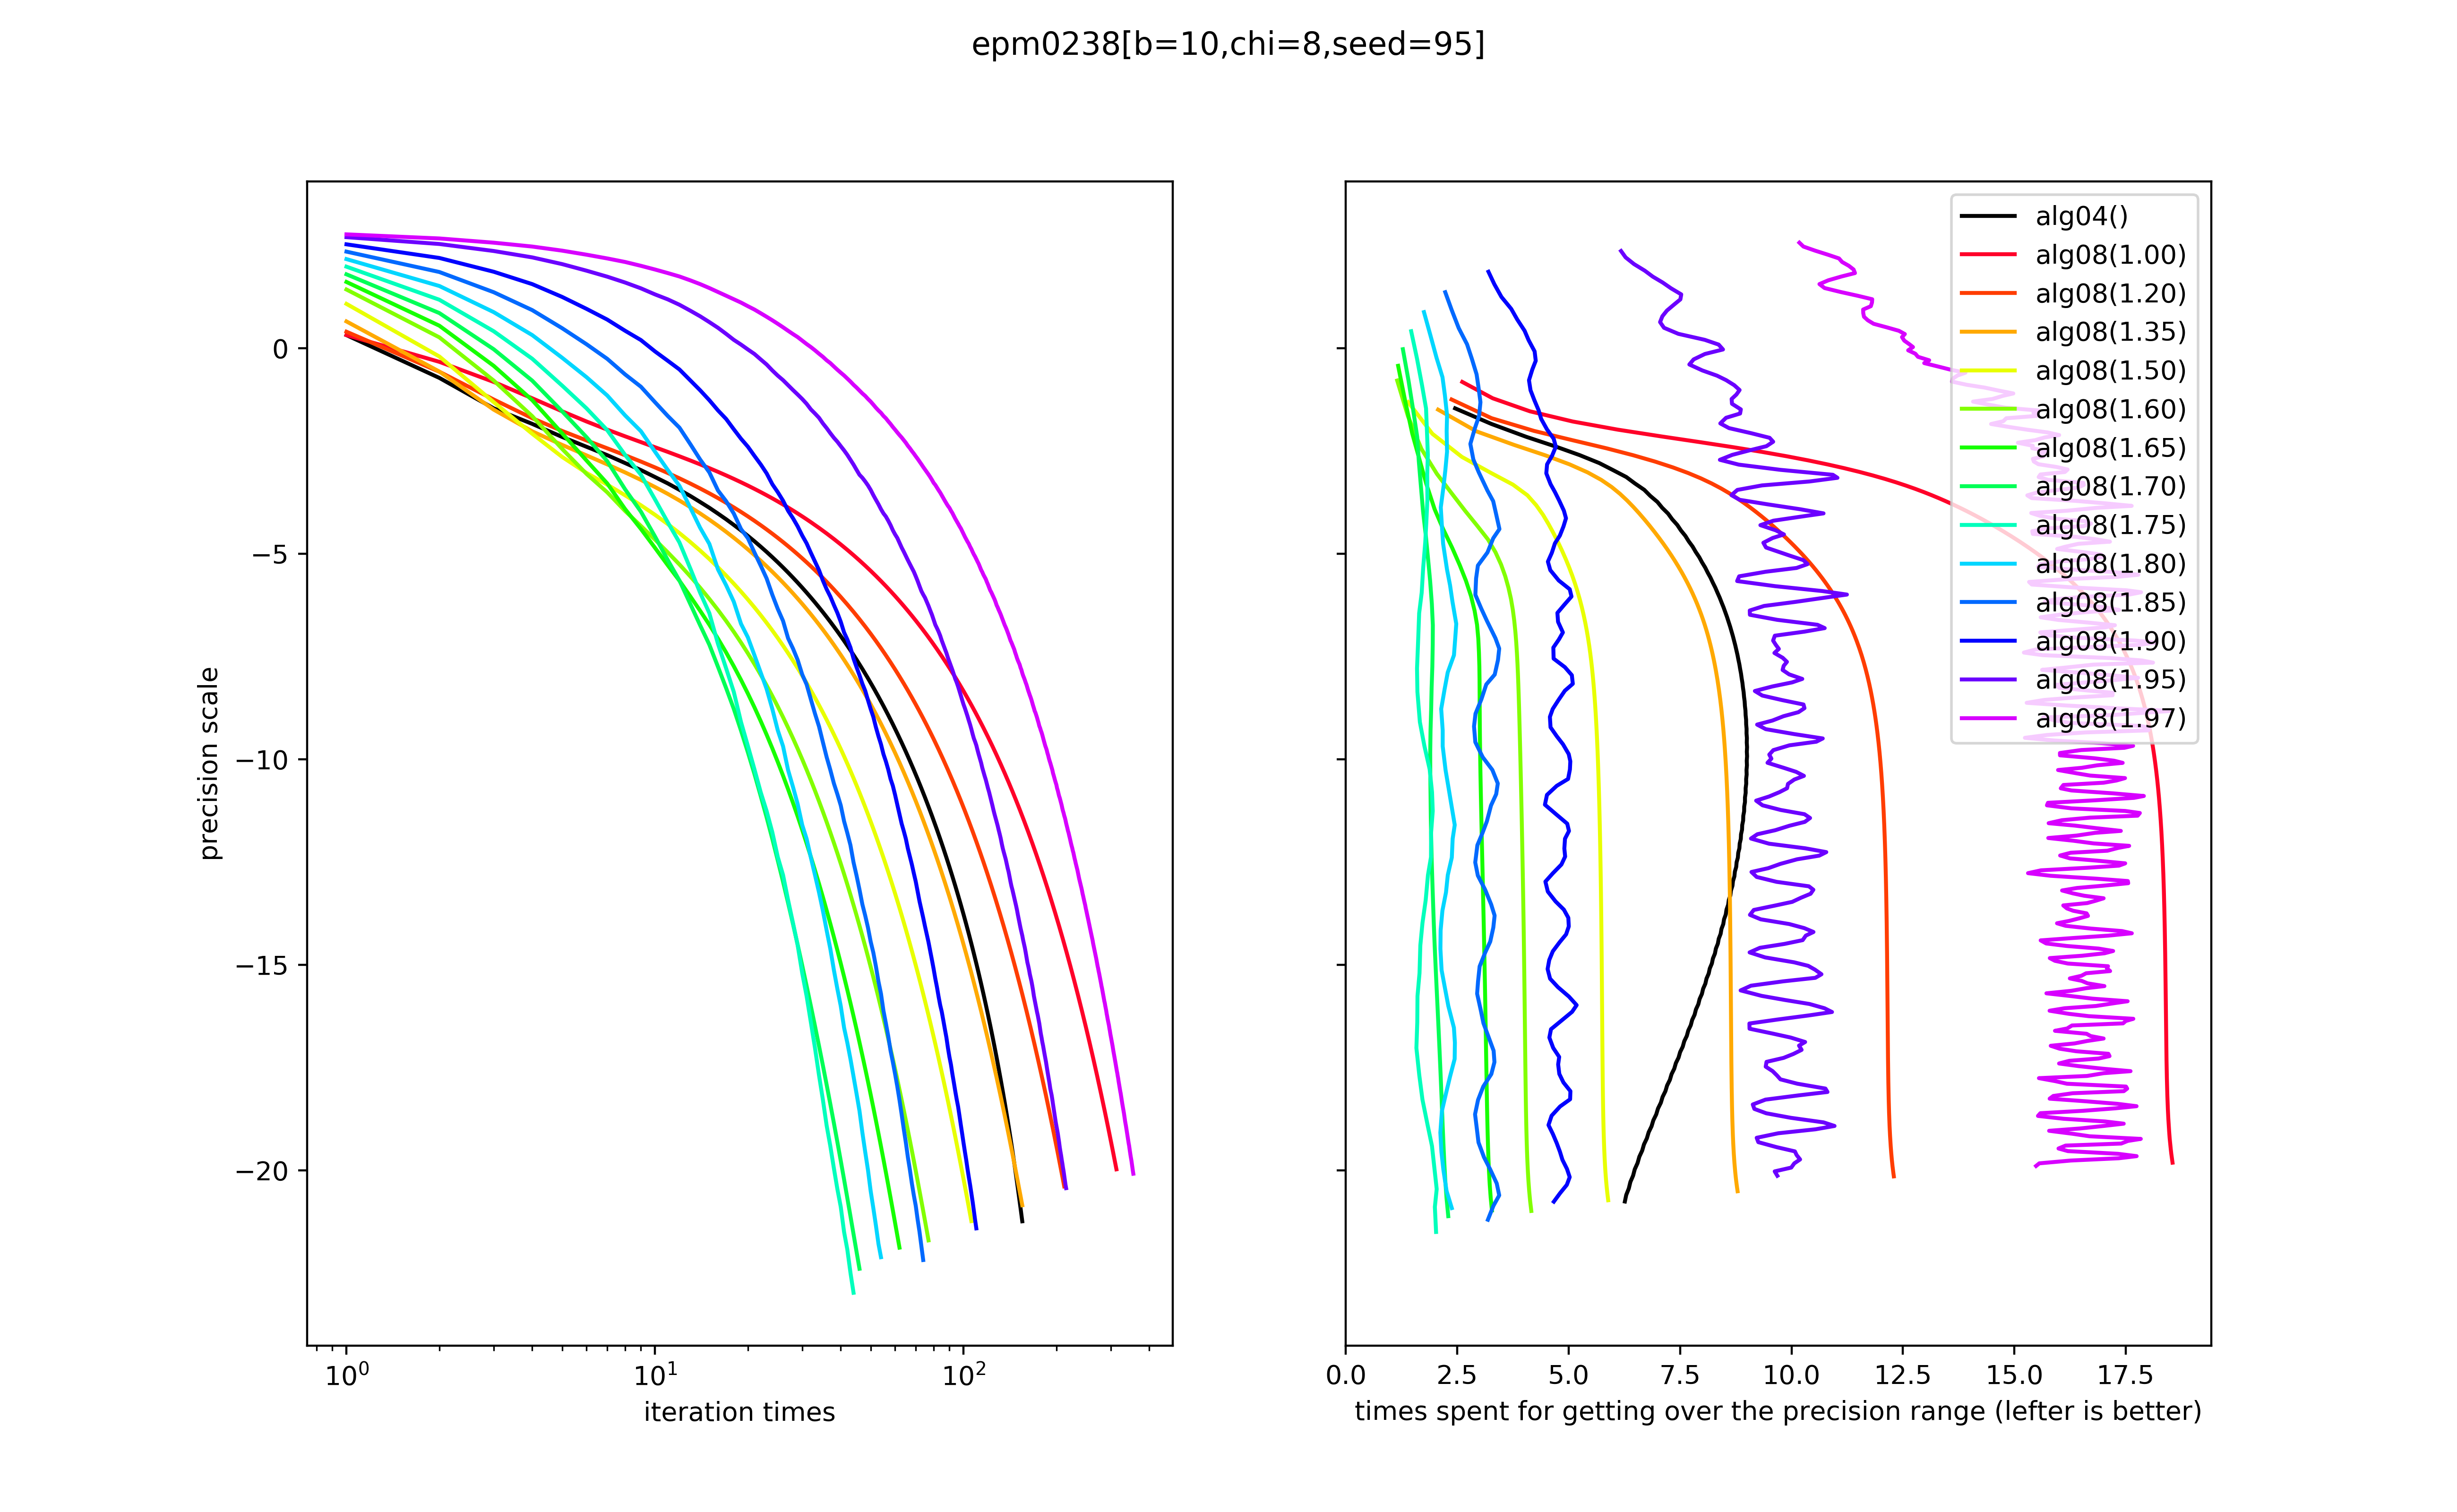 epm0238[b=10,chi=8,seed=95]
precision scale
0
−5
−10
−15
−20
10⁰
10¹
10²
iteration times
alg04()
alg08(1.00)
alg08(1.20)
alg08(1.35)
alg08(1.50)
alg08(1.60)
alg08(1.65)
alg08(1.70)
alg08(1.75)
alg08(1.80)
alg08(1.85)
alg08(1.90)
alg08(1.95)
alg08(1.97)
0.0
2.5
5.0
7.5
10.0
12.5
15.0
17.5
times spent for getting over the precision range (lefter is better)